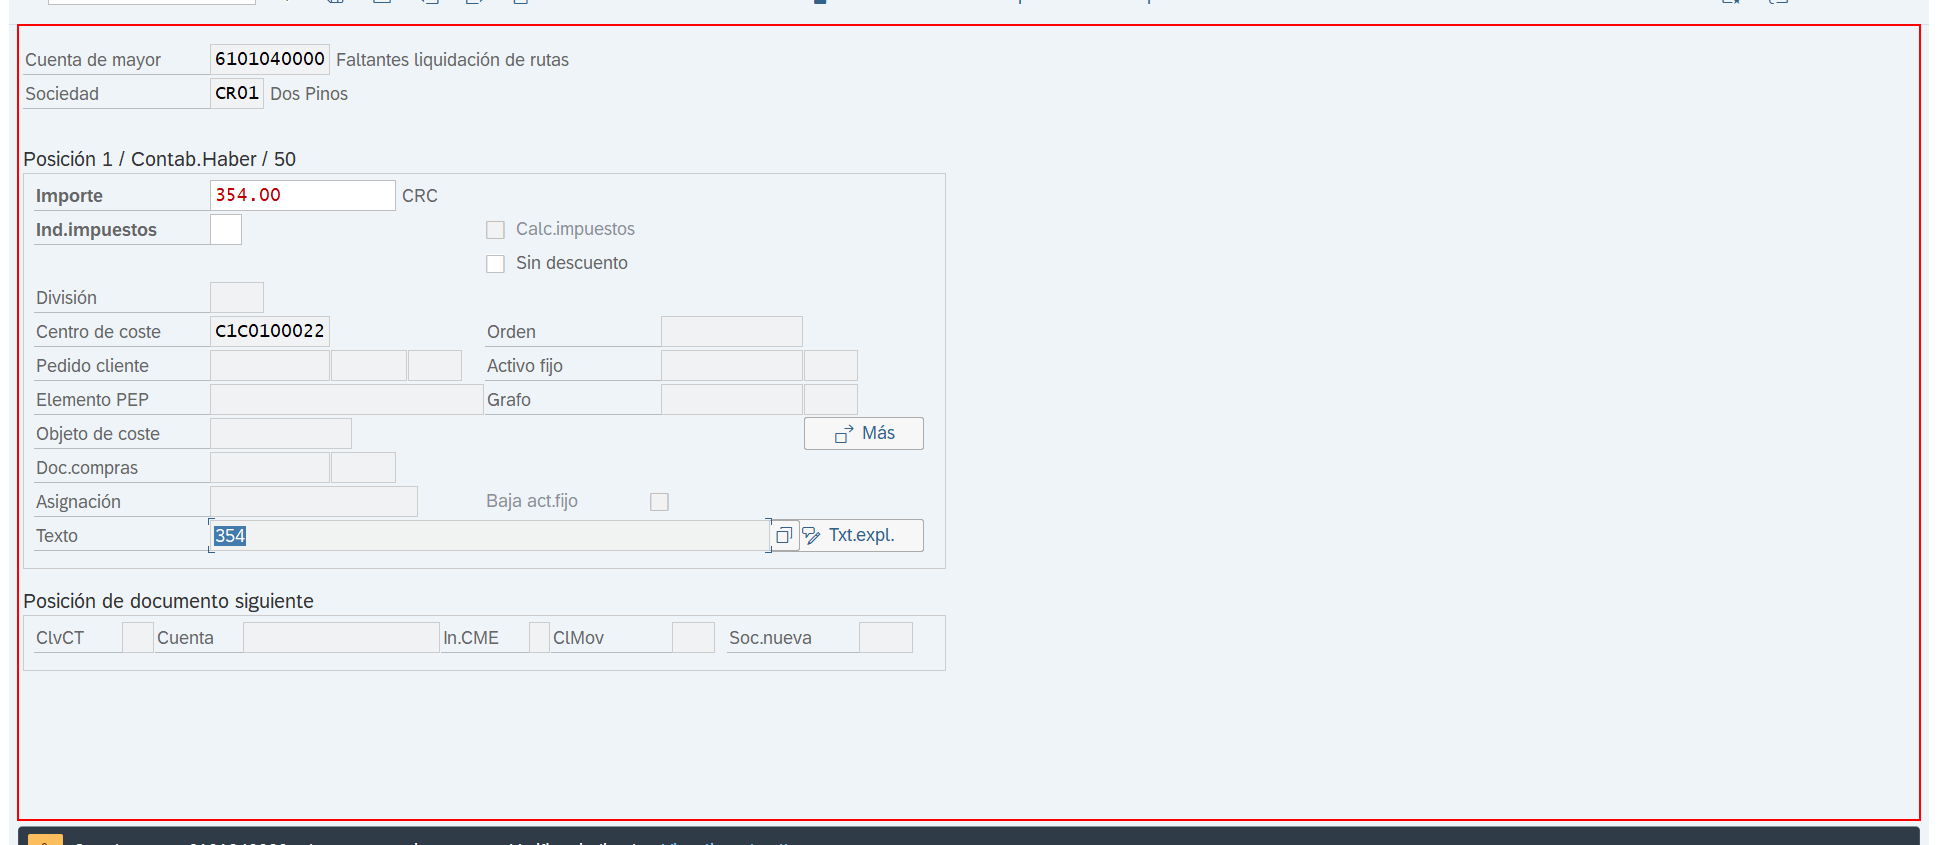 Cuenta de mayor 6101040000 Faltantes liquidación de rutas
Sociedad CR01 Dos Pinos
Posición 1 / Contab.Haber / 50
Importe 354.00 CRC
Ind.impuestos Calc.impuestos
Sin descuento
División
Centro de coste C1C0100022 Orden
Pedido cliente Activo fijo
Elemento PEP Grafo
Objeto de coste Más
Doc.compras
Asignación Baja act.fijo
Texto 354 Txt.expl.
Posición de documento siguiente
ClvCT Cuenta In.CME ClMov Soc.nueva